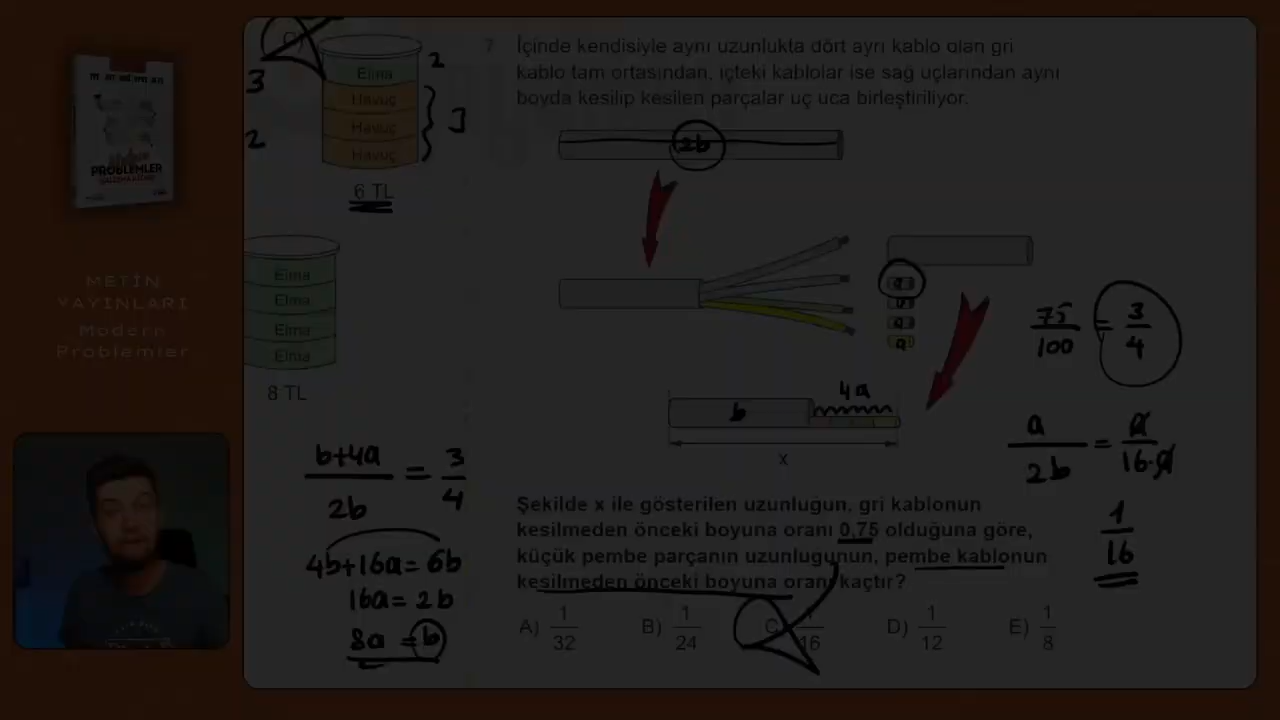 PROBLEMLER
METİN
YAYINLARI
Modern
Problemler
3
2
Elma
Havuç
Havuç
Havuç
2
3
6 TL
Elma
Elma
Elma
Elma
8 TL
b+4a / 2b = 3/4
4b+16a = 6b
16a = 2b
8a = b
7 İçinde kendisiyle aynı uzunlukta dört ayrı kablo olan gri
kablo tam ortasından, içteki kablolar ise sağ uçlarından aynı
boyda kesilip kesilen parçalar uç uca birleştiriliyor.
2b
a
a
a
a
b
4a
x
75/100 = 3/4
a/2b = a/16·a
1/16
Şekilde x ile gösterilen uzunluğun, gri kablonun
kesilmeden önceki boyuna oranı 0,75 olduğuna göre,
küçük pembe parçanın uzunluğunun, pembe kablonun
kesilmeden önceki boyuna oranı kaçtır?
A) 1/32 B) 1/24 C) 1/16 D) 1/12 E) 1/8